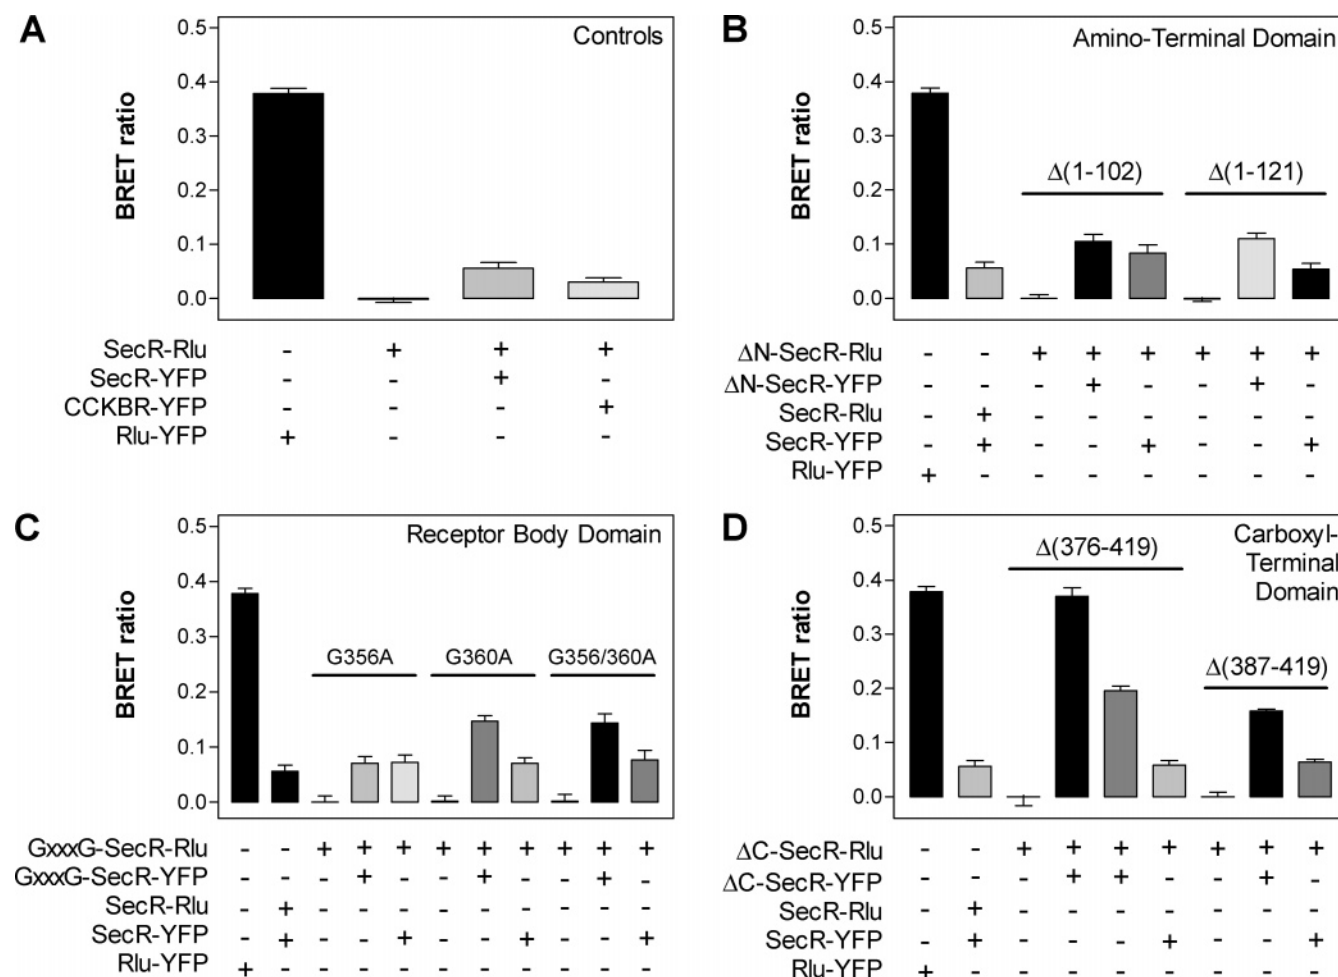 A
Controls
BRET ratio
0.5
0.4
0.3
0.2
0.1
0.0
SecR-Rlu - + + +
SecR-YFP - - + -
CCKBR-YFP - - - +
Rlu-YFP + - - -
B
Amino-Terminal Domain
BRET ratio
0.5
0.4
0.3
0.2
0.1
0.0
Δ(1-102) Δ(1-121)
ΔN-SecR-Rlu - - + + + + + +
ΔN-SecR-YFP - - - + - - + -
SecR-Rlu - + - - - - - -
SecR-YFP - + - - + - - +
Rlu-YFP + - - - - - - -
C
Receptor Body Domain
BRET ratio
0.5
0.4
0.3
0.2
0.1
0.0
G356A G360A G356/360A
GxxxG-SecR-Rlu - - + + + + + + + + +
GxxxG-SecR-YFP - - - + - - + - - + -
SecR-Rlu - + - - - - - - - - -
SecR-YFP - + - - + - - + - - +
Rlu-YFP + - - - - - - - - - -
D
Carboxyl-
Terminal
Domain
BRET ratio
0.5
0.4
0.3
0.2
0.1
0.0
Δ(376-419)
Δ(387-419)
ΔC-SecR-Rlu - - + + + + + + +
ΔC-SecR-YFP - - - + + - - + -
SecR-Rlu - + - - - - - - -
SecR-YFP - + - - - + - - +
Rlu-YFP + - - - - - - - -